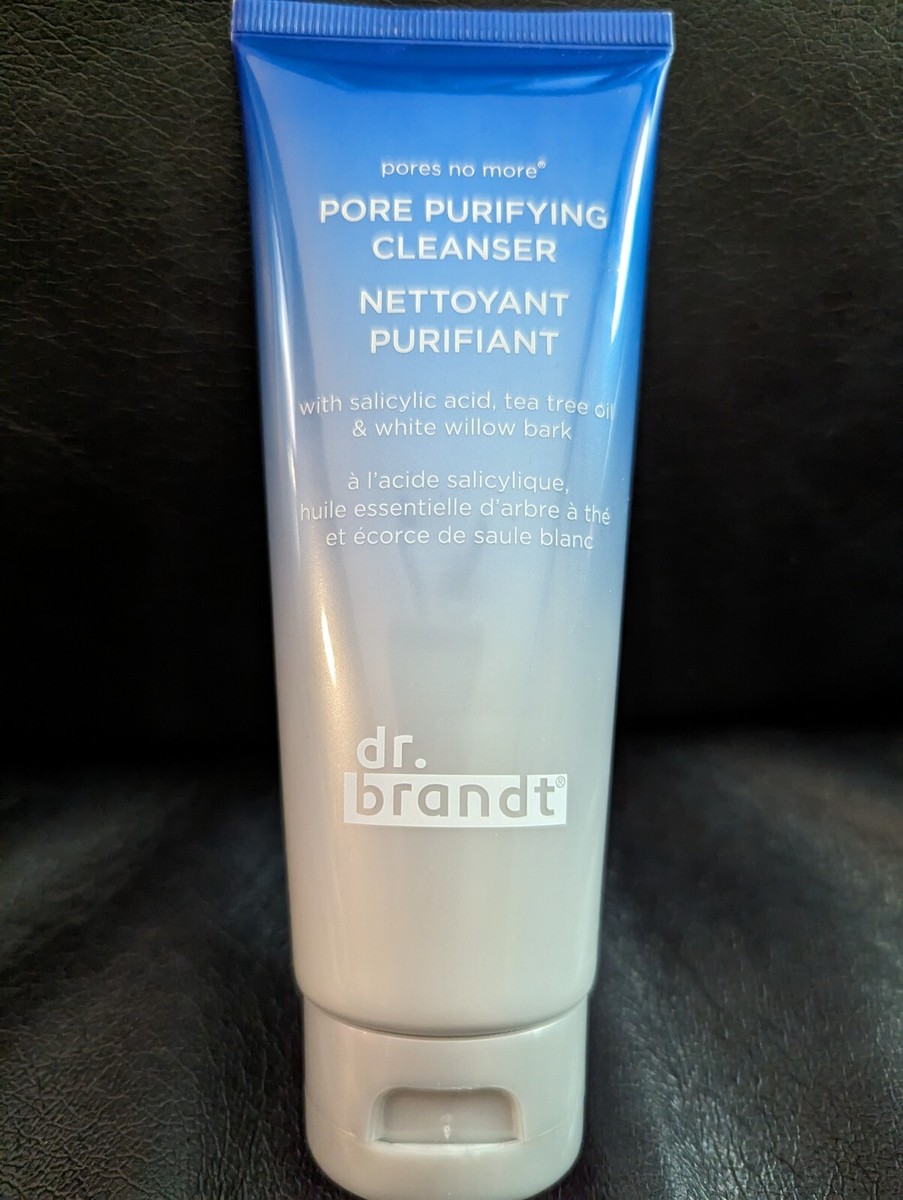 pores no more®
PORE PURIFYING
CLEANSER
NETTOYANT
PURIFIANT
with salicylic acid, tea tree oil
& white willow bark
à l'acide salicylique,
huile essentielle d'arbre à thé
et écorce de saule blanc
dr.
brandt®